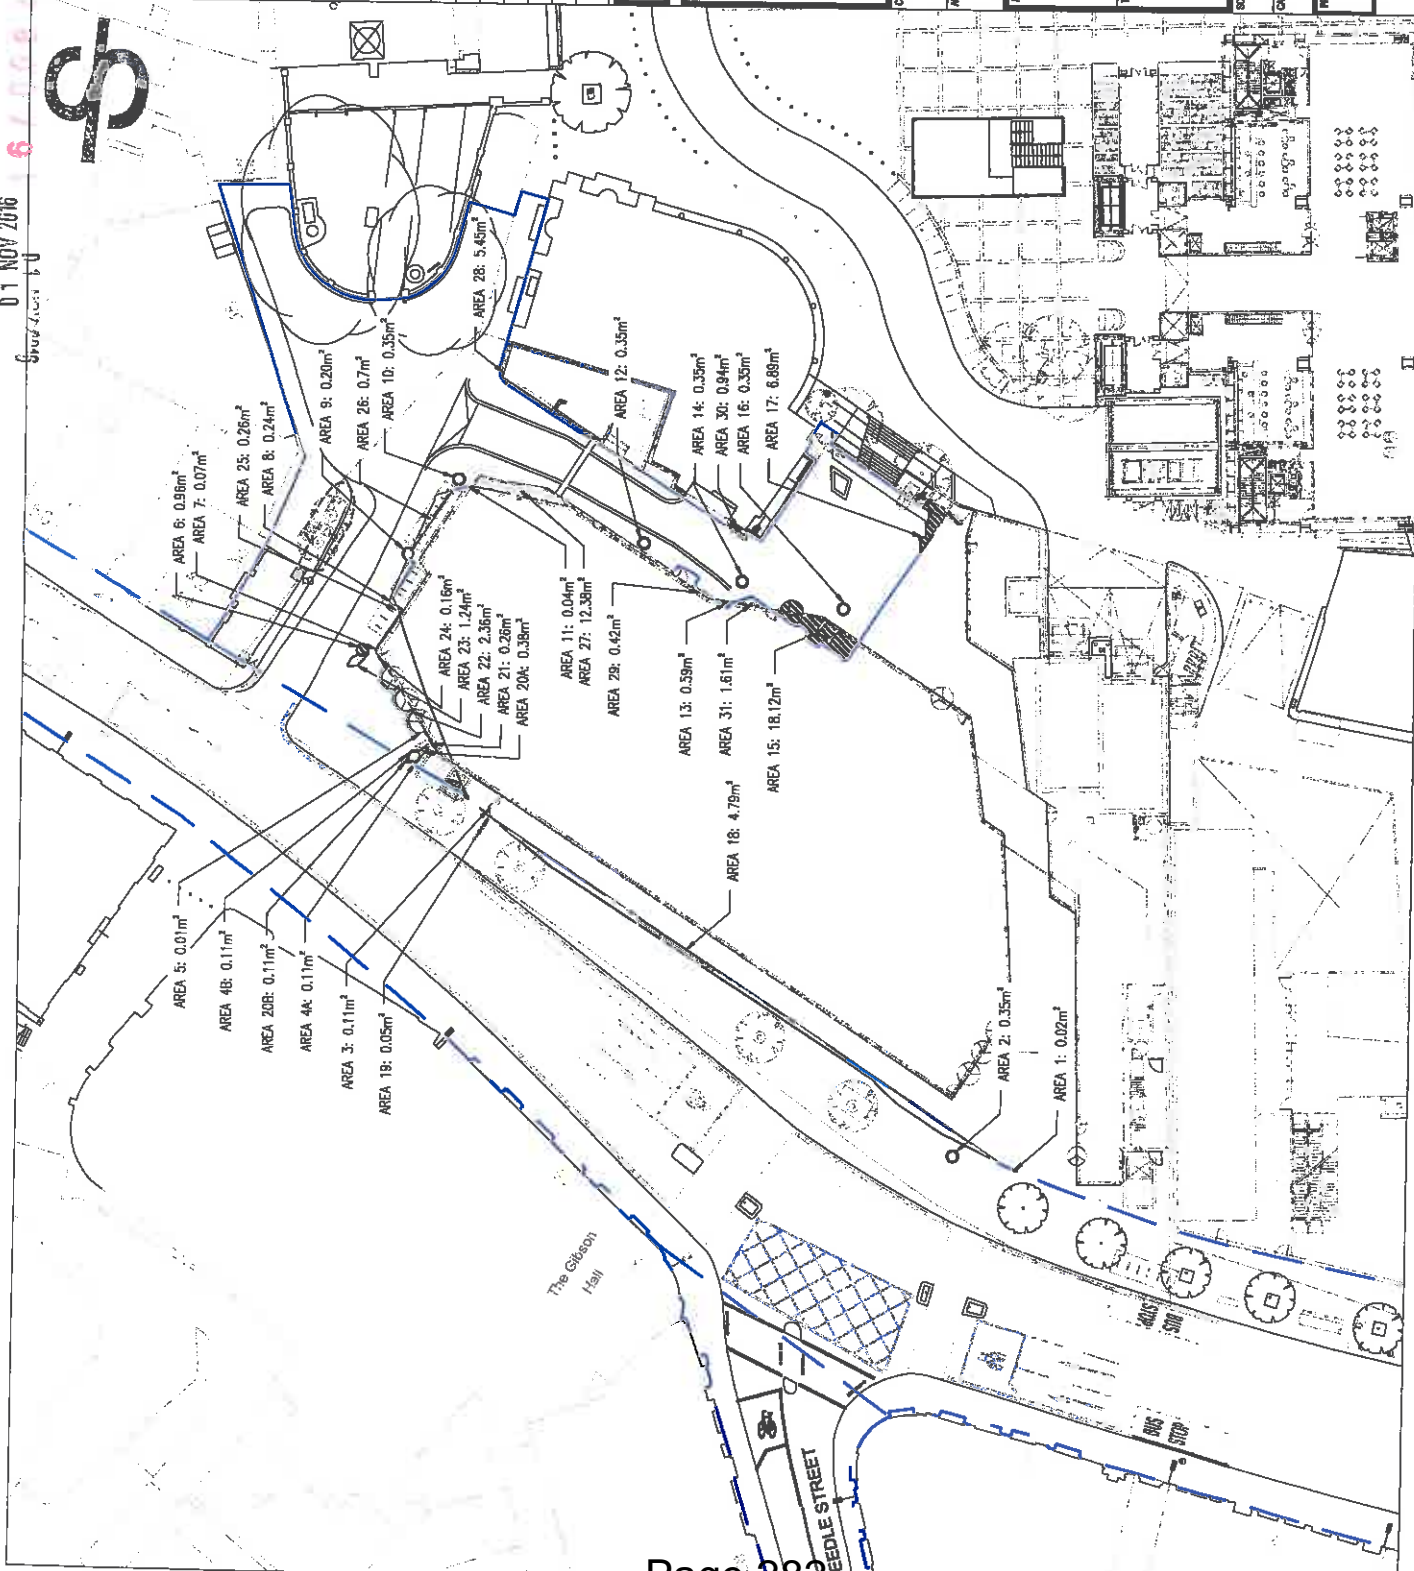 01 NOV 2016
AREA 28: 5.45m²
AREA 9: 0.20m²
AREA 26: 0.7m²
AREA 10: 0.35m²
AREA 12: 0.35m²
AREA 6: 0.96m²
AREA 7: 0.07m²
AREA 25: 0.26m²
AREA 8: 0.24m²
AREA 14: 0.35m²
AREA 30: 0.94m²
AREA 16: 0.35m²
AREA 17: 6.89m²
AREA 24: 0.16m²
AREA 23: 1.24m²
AREA 22: 2.36m²
AREA 21: 0.26m²
AREA 20A: 0.38m²
AREA 11: 0.04m²
AREA 27: 12.38m²
AREA 29: 0.42m²
AREA 13: 0.59m²
AREA 31: 1.61m²
AREA 15: 18.12m²
AREA 18: 4.79m²
AREA 5: 0.01m²
AREA 4B: 0.11m²
AREA 20B: 0.11m²
AREA 4A: 0.11m²
AREA 3: 0.11m²
AREA 19: 0.05m²
AREA 2: 0.35m²
AREA 1: 0.02m²
The Gibson
Hall
BUS
STOP
BUS
STOP
EEDLE STREET